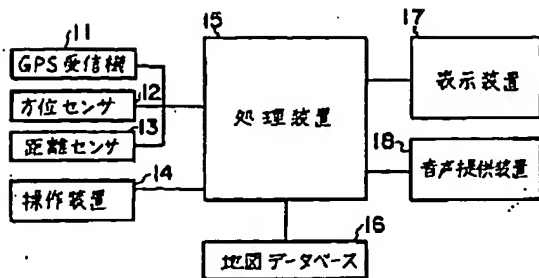 11
GPS受信機
12
方位センサ
13
距離センサ
14
操作装置
15
処理装置
16
地図データベース
17
表示装置
18
音声提供装置